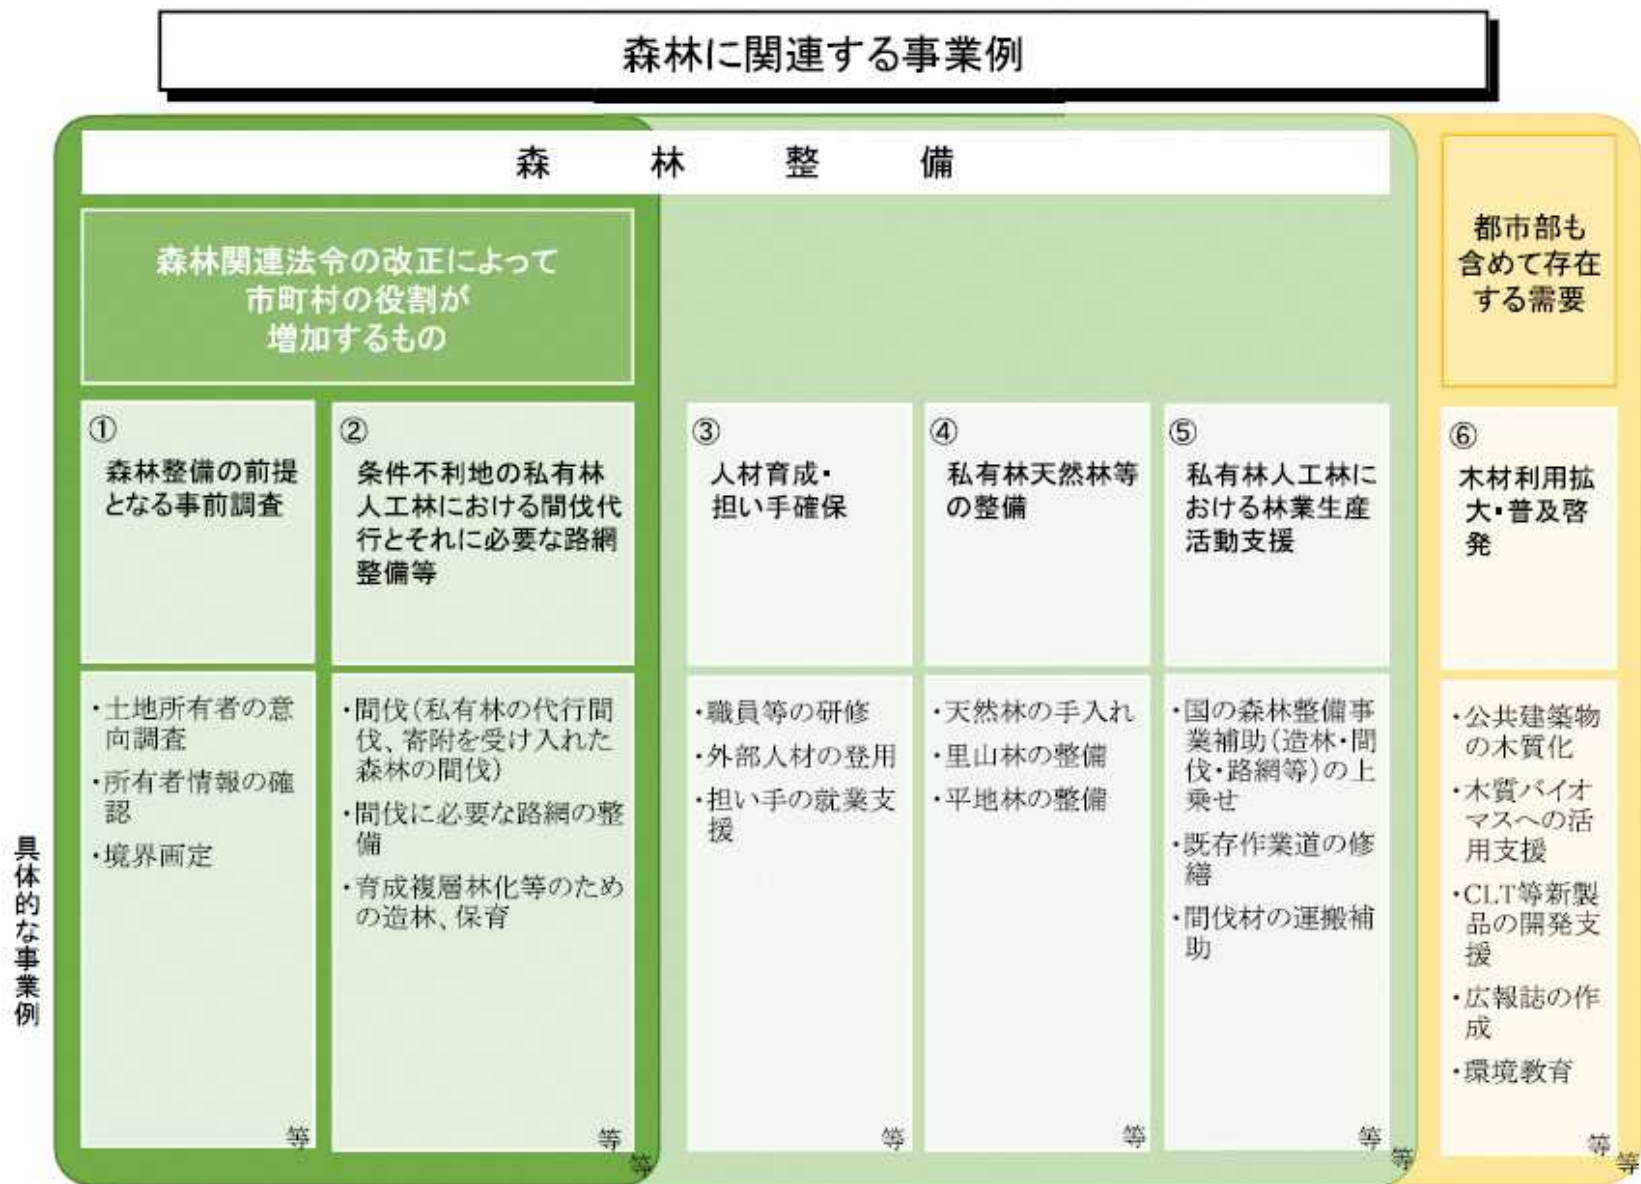 森林に関連する事業例
森林整備
森林関連法令の改正によって
市町村の役割が
増加するもの
都市部も
含めて存在
する需要
①
森林整備の前提
となる事前調査
②
条件不利地の私有林
人工林における間伐代
行とそれに必要な路網
整備等
③
人材育成・
担い手確保
④
私有林天然林等
の整備
⑤
私有林人工林に
おける林業生産
活動支援
⑥
木材利用拡
大・普及啓
発
具体的な事業例
・土地所有者の意
向調査
・所有者情報の確
認
・境界画定
等
・間伐(私有林の代行間
伐、寄附を受け入れた
森林の間伐)
・間伐に必要な路網の整
備
・育成複層林化等のため
の造林、保育
等
等
・職員等の研修
・外部人材の登用
・担い手の就業支
援
等
・天然林の手入れ
・里山林の整備
・平地林の整備
等
・国の森林整備事
業補助(造林・間
伐・路網等)の上
乗せ
・既存作業道の修
繕
・間伐材の運搬補
助
等
等
・公共建築物
の木質化
・木質バイオ
マスへの活
用支援
・CLT等新製
品の開発支
援
・広報誌の作
成
・環境教育
等
等